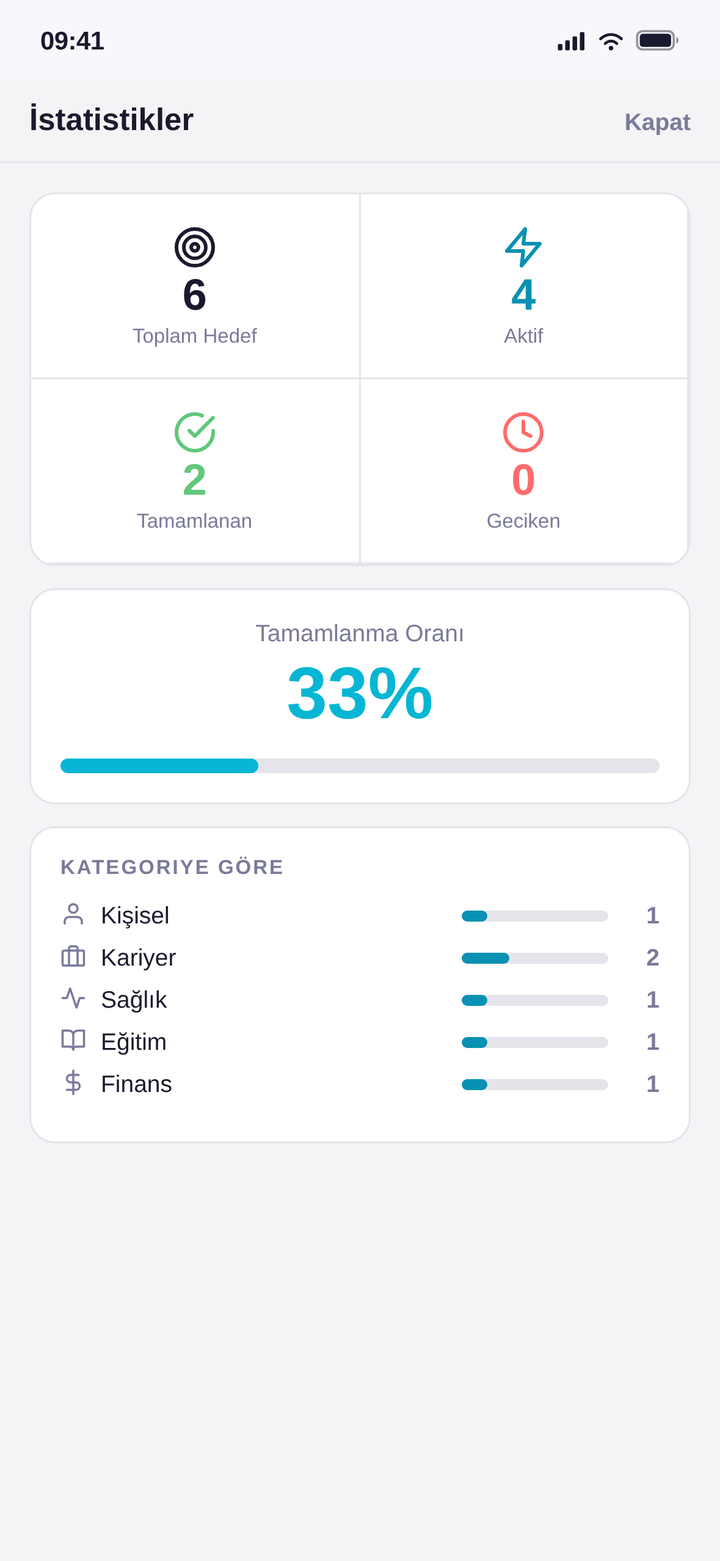 09:41
İstatistikler
Kapat
6
Toplam Hedef
4
Aktif
2
Tamamlanan
0
Geciken
Tamamlanma Oranı
33%
KATEGORIYE GÖRE
Kişisel 1
Kariyer 2
Sağlık 1
Eğitim 1
Finans 1